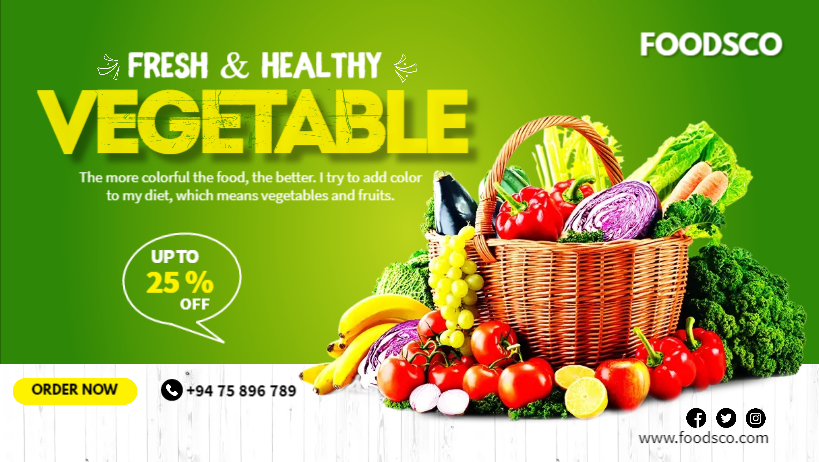 FOODSCO
FRESH & HEALTHY
VEGETABLE
The more colorful the food, the better. I try to add color
to my diet, which means vegetables and fruits.
UP TO
25 %
OFF
ORDER NOW
+94 75 896 789
www.foodsco.com